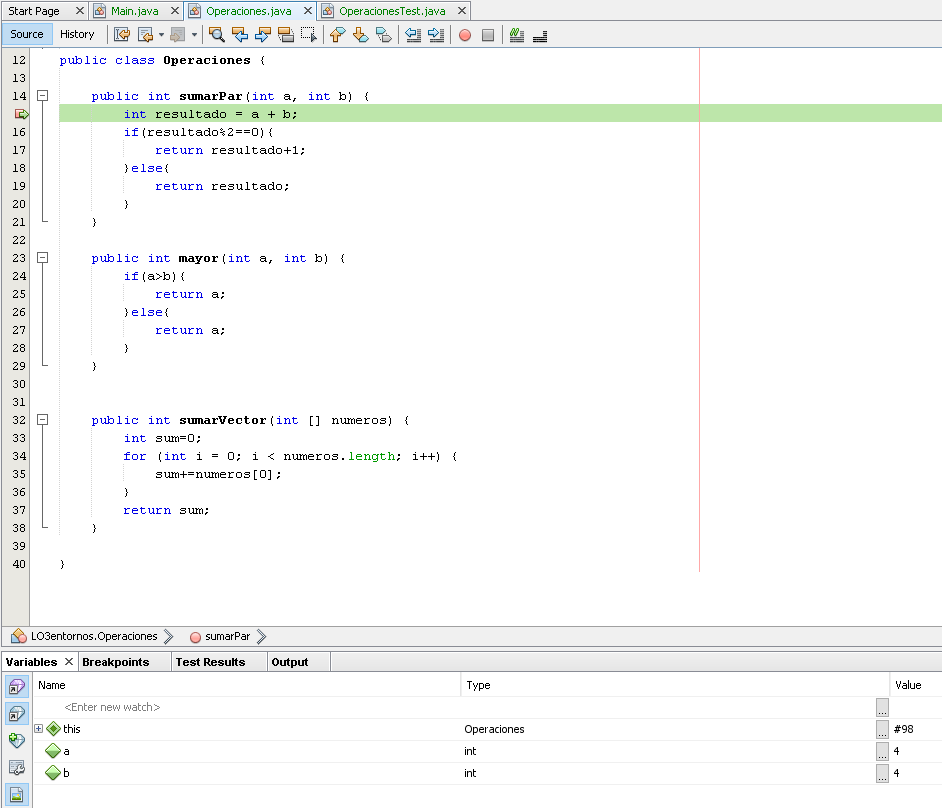 Start Page Main.java Operaciones.java OperacionesTest.java
Source History
12 public class Operaciones {
13
14 public int sumarPar(int a, int b) {
int resultado = a + b;
16 if(resultado%2==0){
17 return resultado+1;
18 }else{
19 return resultado;
20 }
21 }
22
23 public int mayor(int a, int b) {
24 if(a>b){
25 return a;
26 }else{
27 return a;
28 }
29 }
30
31
32 public int sumarVector(int [] numeros) {
33 int sum=0;
34 for (int i = 0; i < numeros.length; i++) {
35 sum+=numeros[0];
36 }
37 return sum;
38 }
39
40 }
LO3entornos.Operaciones sumarPar
Variables Breakpoints Test Results Output
Name Type Value
<Enter new watch> ...
this Operaciones ... #98
a int ... 4
b int ... 4